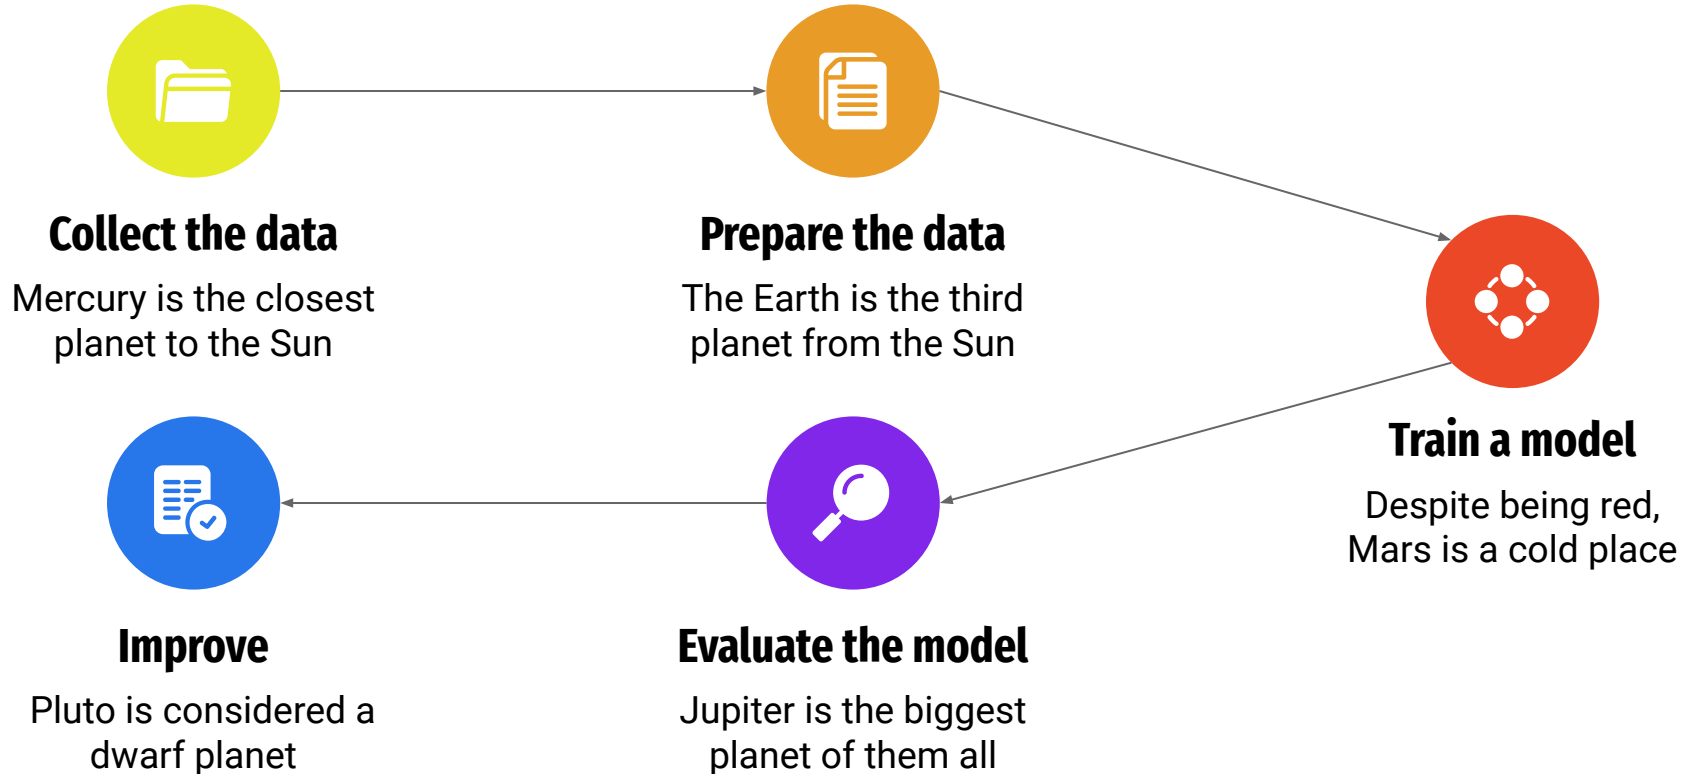 Collect the data
Mercury is the closest
planet to the Sun
Prepare the data
The Earth is the third
planet from the Sun
Train a model
Despite being red,
Mars is a cold place
Evaluate the model
Jupiter is the biggest
planet of them all
Improve
Pluto is considered a
dwarf planet